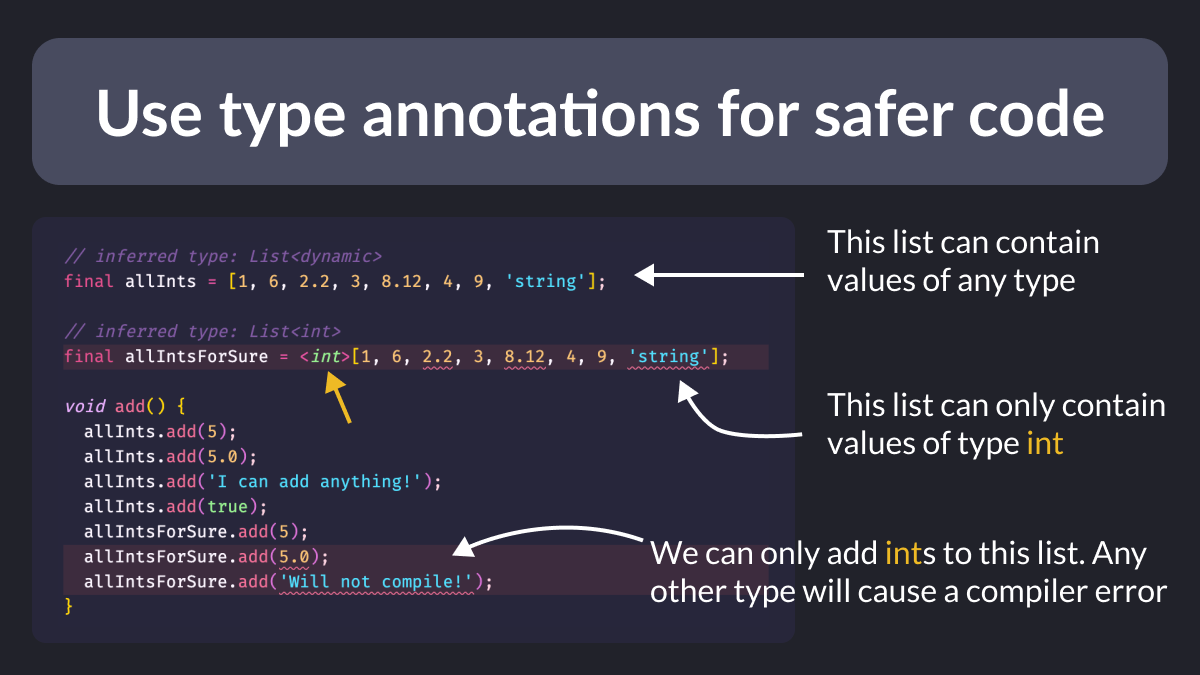 Use type annotations for safer code
// inferred type: List<dynamic>
final allInts = [1, 6, 2.2, 3, 8.12, 4, 9, 'string'];
This list can contain
values of any type
// inferred type: List<int>
final allIntsForSure = <int>[1, 6, 2.2, 3, 8.12, 4, 9, 'string'];
This list can only contain
values of type int
void add() {
  allInts.add(5);
  allInts.add(5.0);
  allInts.add('I can add anything!');
  allInts.add(true);
  allIntsForSure.add(5);
  allIntsForSure.add(5.0);
  allIntsForSure.add('Will not compile!');
}
We can only add ints to this list. Any
other type will cause a compiler error